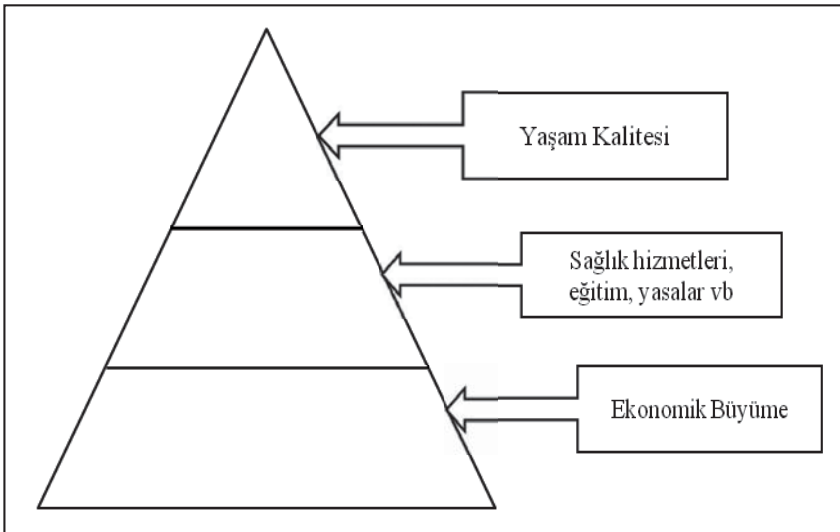 Yaşam Kalitesi
Sağlık hizmetleri,
eğitim, yasalar vb
Ekonomik Büyüme